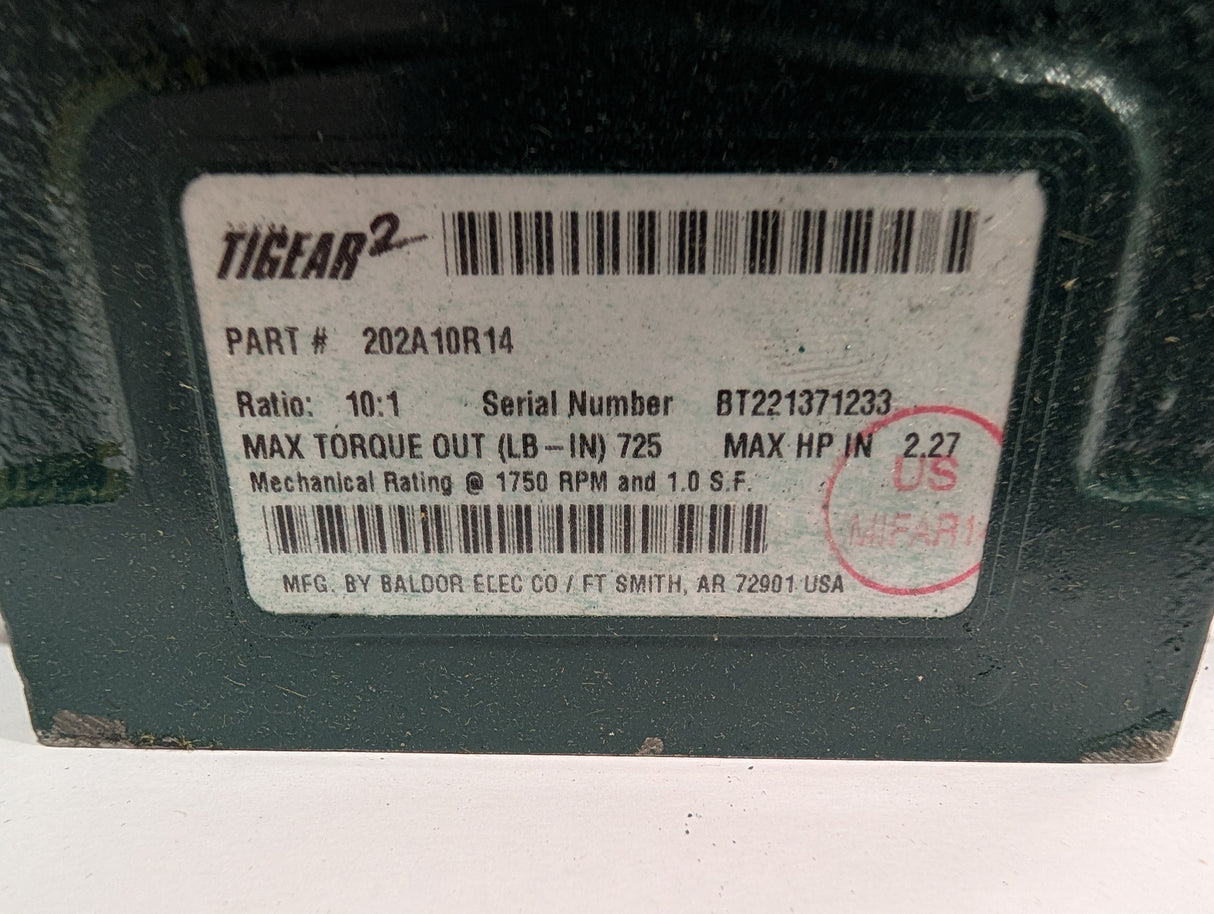 TIGEAR2
PART # 202A10R14
Ratio: 10:1 Serial Number BT221371233
MAX TORQUE OUT (LB-IN) 725 MAX HP IN 2.27
Mechanical Rating @ 1750 RPM and 1.0 S.F.
US
MFG. BY BALDOR ELEC CO / FT SMITH, AR 72901 USA